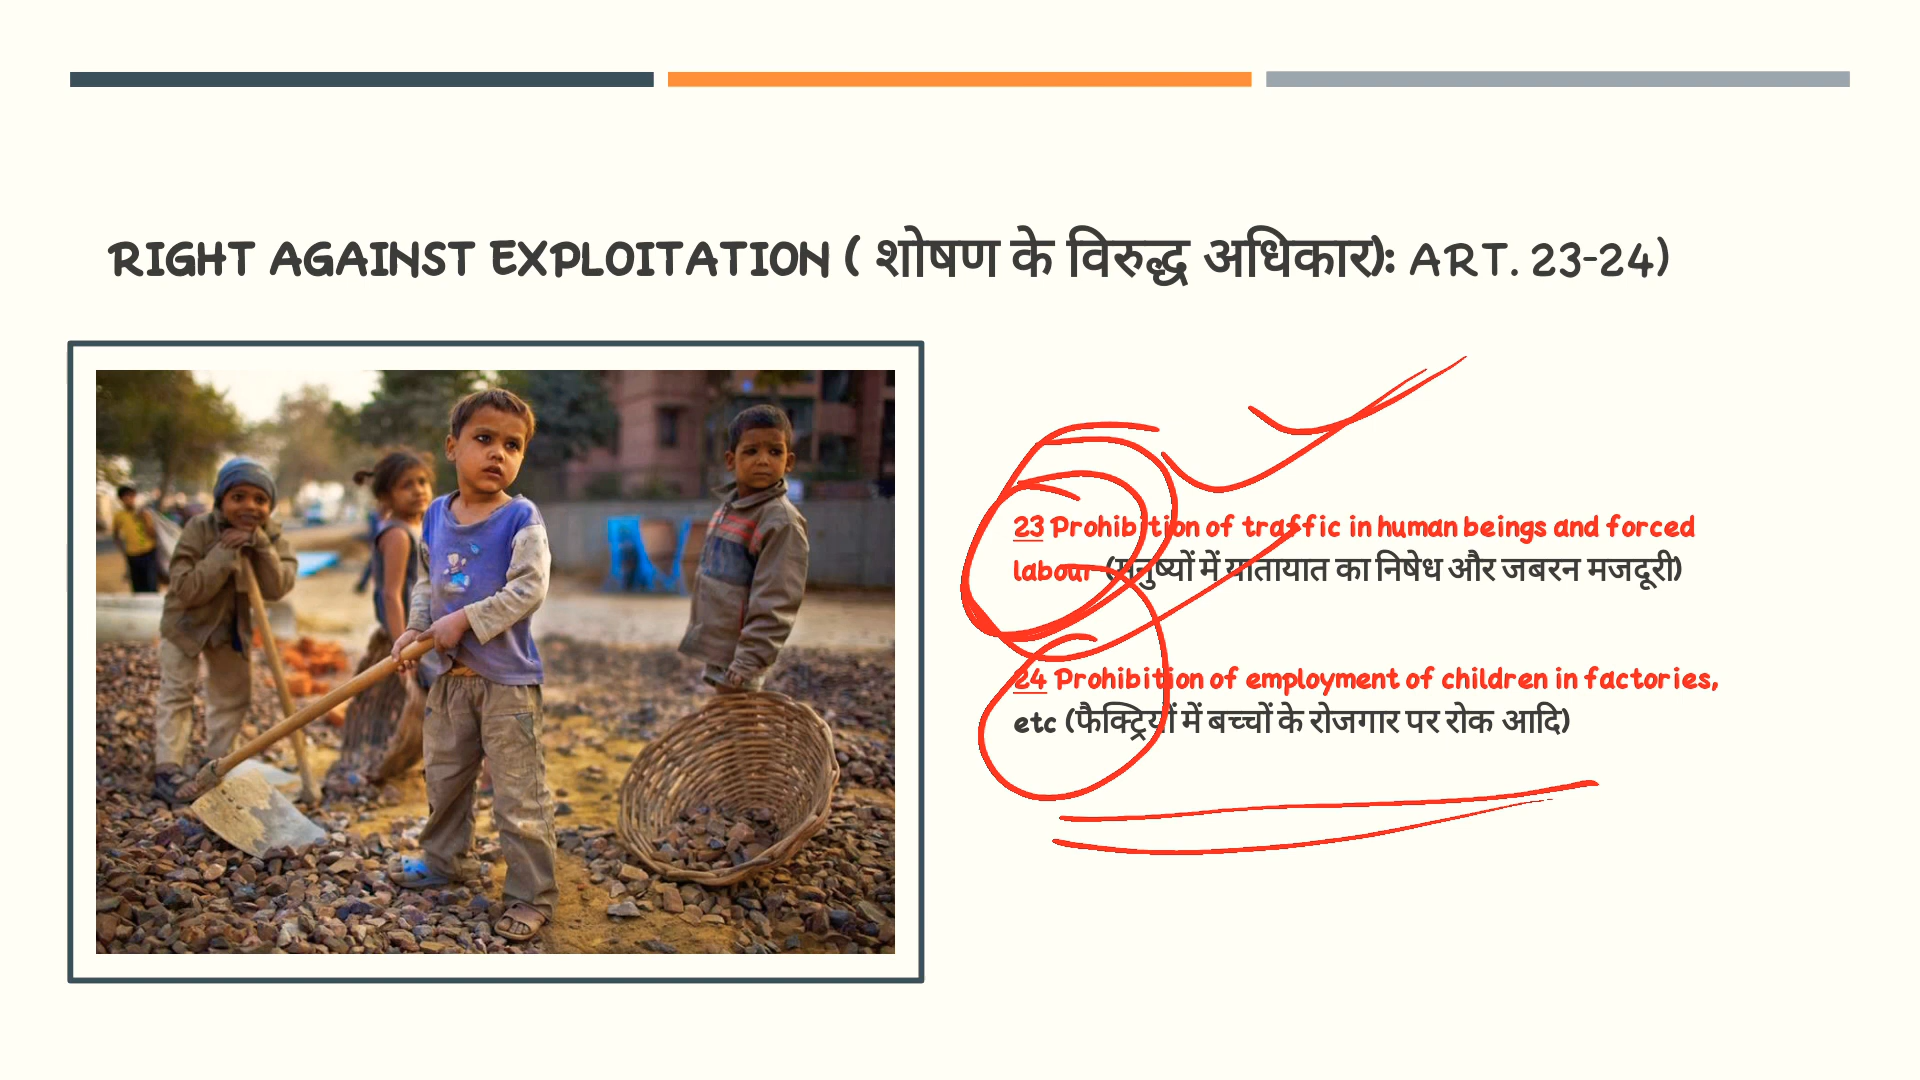 RIGHT AGAINST EXPLOITATION ( शोषण के विरुद्ध अधिकार): ART. 23-24)
23 Prohibition of traffic in human beings and forced
labour (मनुष्यों में यातायात का निषेध और जबरन मजदूरी)
24 Prohibition of employment of children in factories,
etc (फैक्ट्रियों में बच्चों के रोजगार पर रोक आदि)